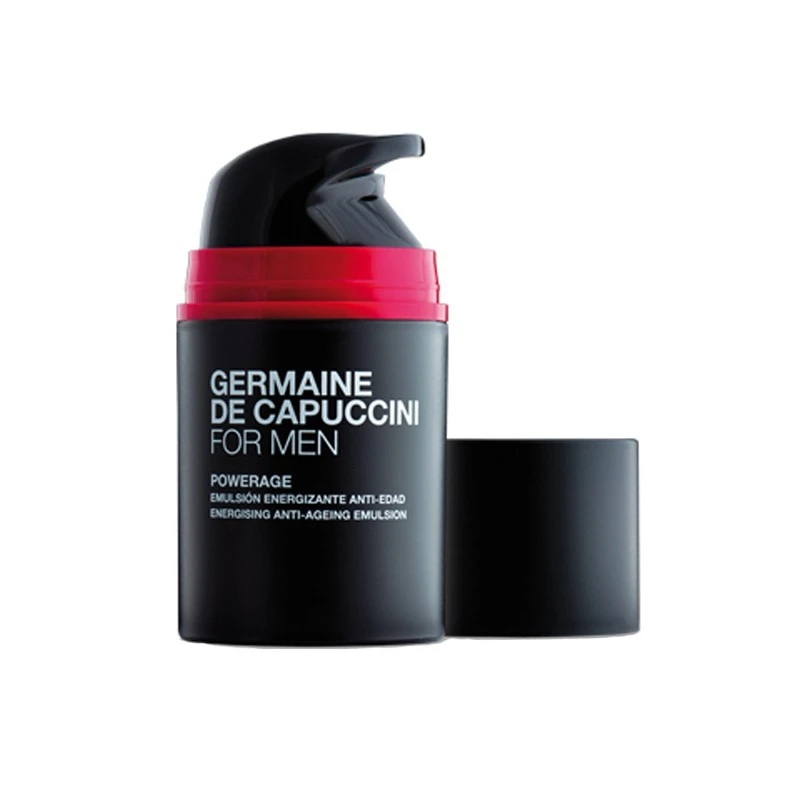 GERMAINE
DE CAPUCCINI
FOR MEN
POWERAGE
EMULSIÓN ENERGIZANTE ANTI-EDAD
ENERGISING ANTI-AGEING EMULSION